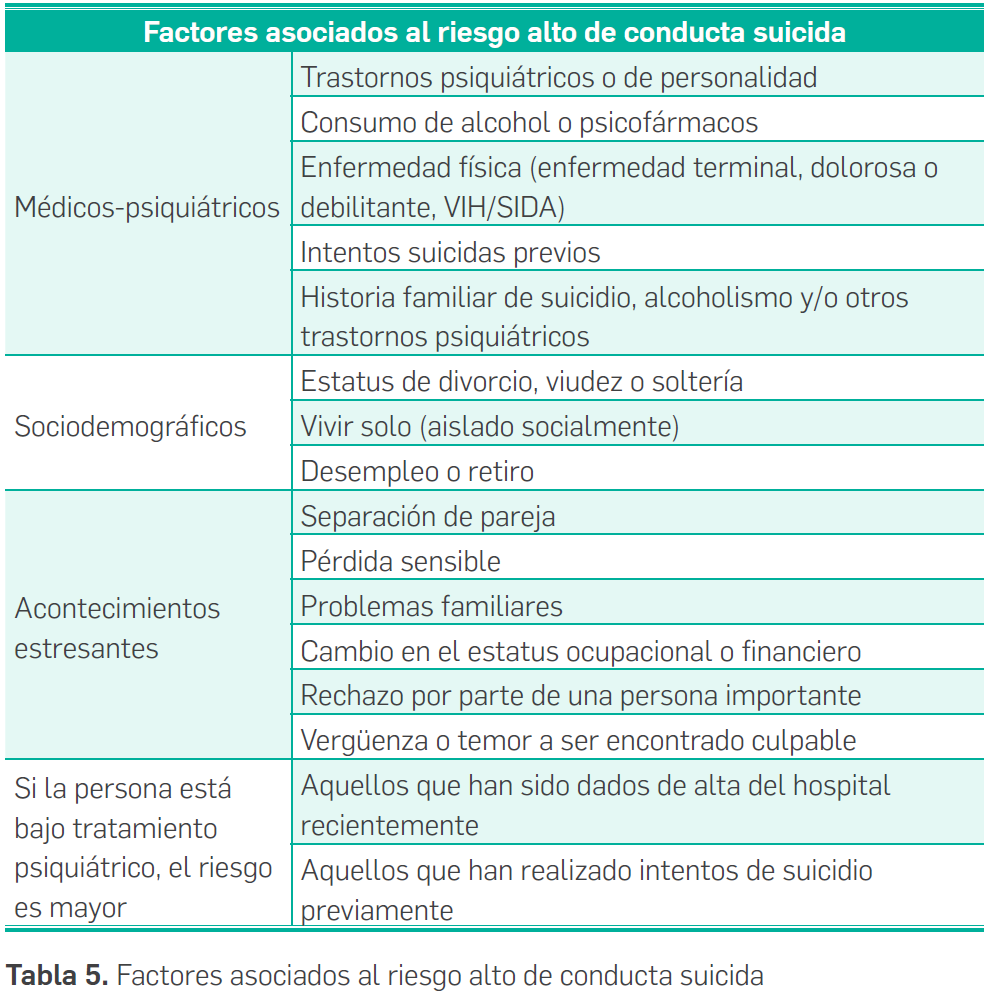 Factores asociados al riesgo alto de conducta suicida
Médicos-psiquiátricos
Trastornos psiquiátricos o de personalidad
Consumo de alcohol o psicofármacos
Enfermedad física (enfermedad terminal, dolorosa o
debilitante, VIH/SIDA)
Intentos suicidas previos
Historia familiar de suicidio, alcoholismo y/o otros
trastornos psiquiátricos
Sociodemográficos
Estatus de divorcio, viudez o soltería
Vivir solo (aislado socialmente)
Desempleo o retiro
Acontecimientos
estresantes
Separación de pareja
Pérdida sensible
Problemas familiares
Cambio en el estatus ocupacional o financiero
Rechazo por parte de una persona importante
Vergüenza o temor a ser encontrado culpable
Si la persona está
bajo tratamiento
psiquiátrico, el riesgo
es mayor
Aquellos que han sido dados de alta del hospital
recientemente
Aquellos que han realizado intentos de suicidio
previamente
Tabla 5. Factores asociados al riesgo alto de conducta suicida